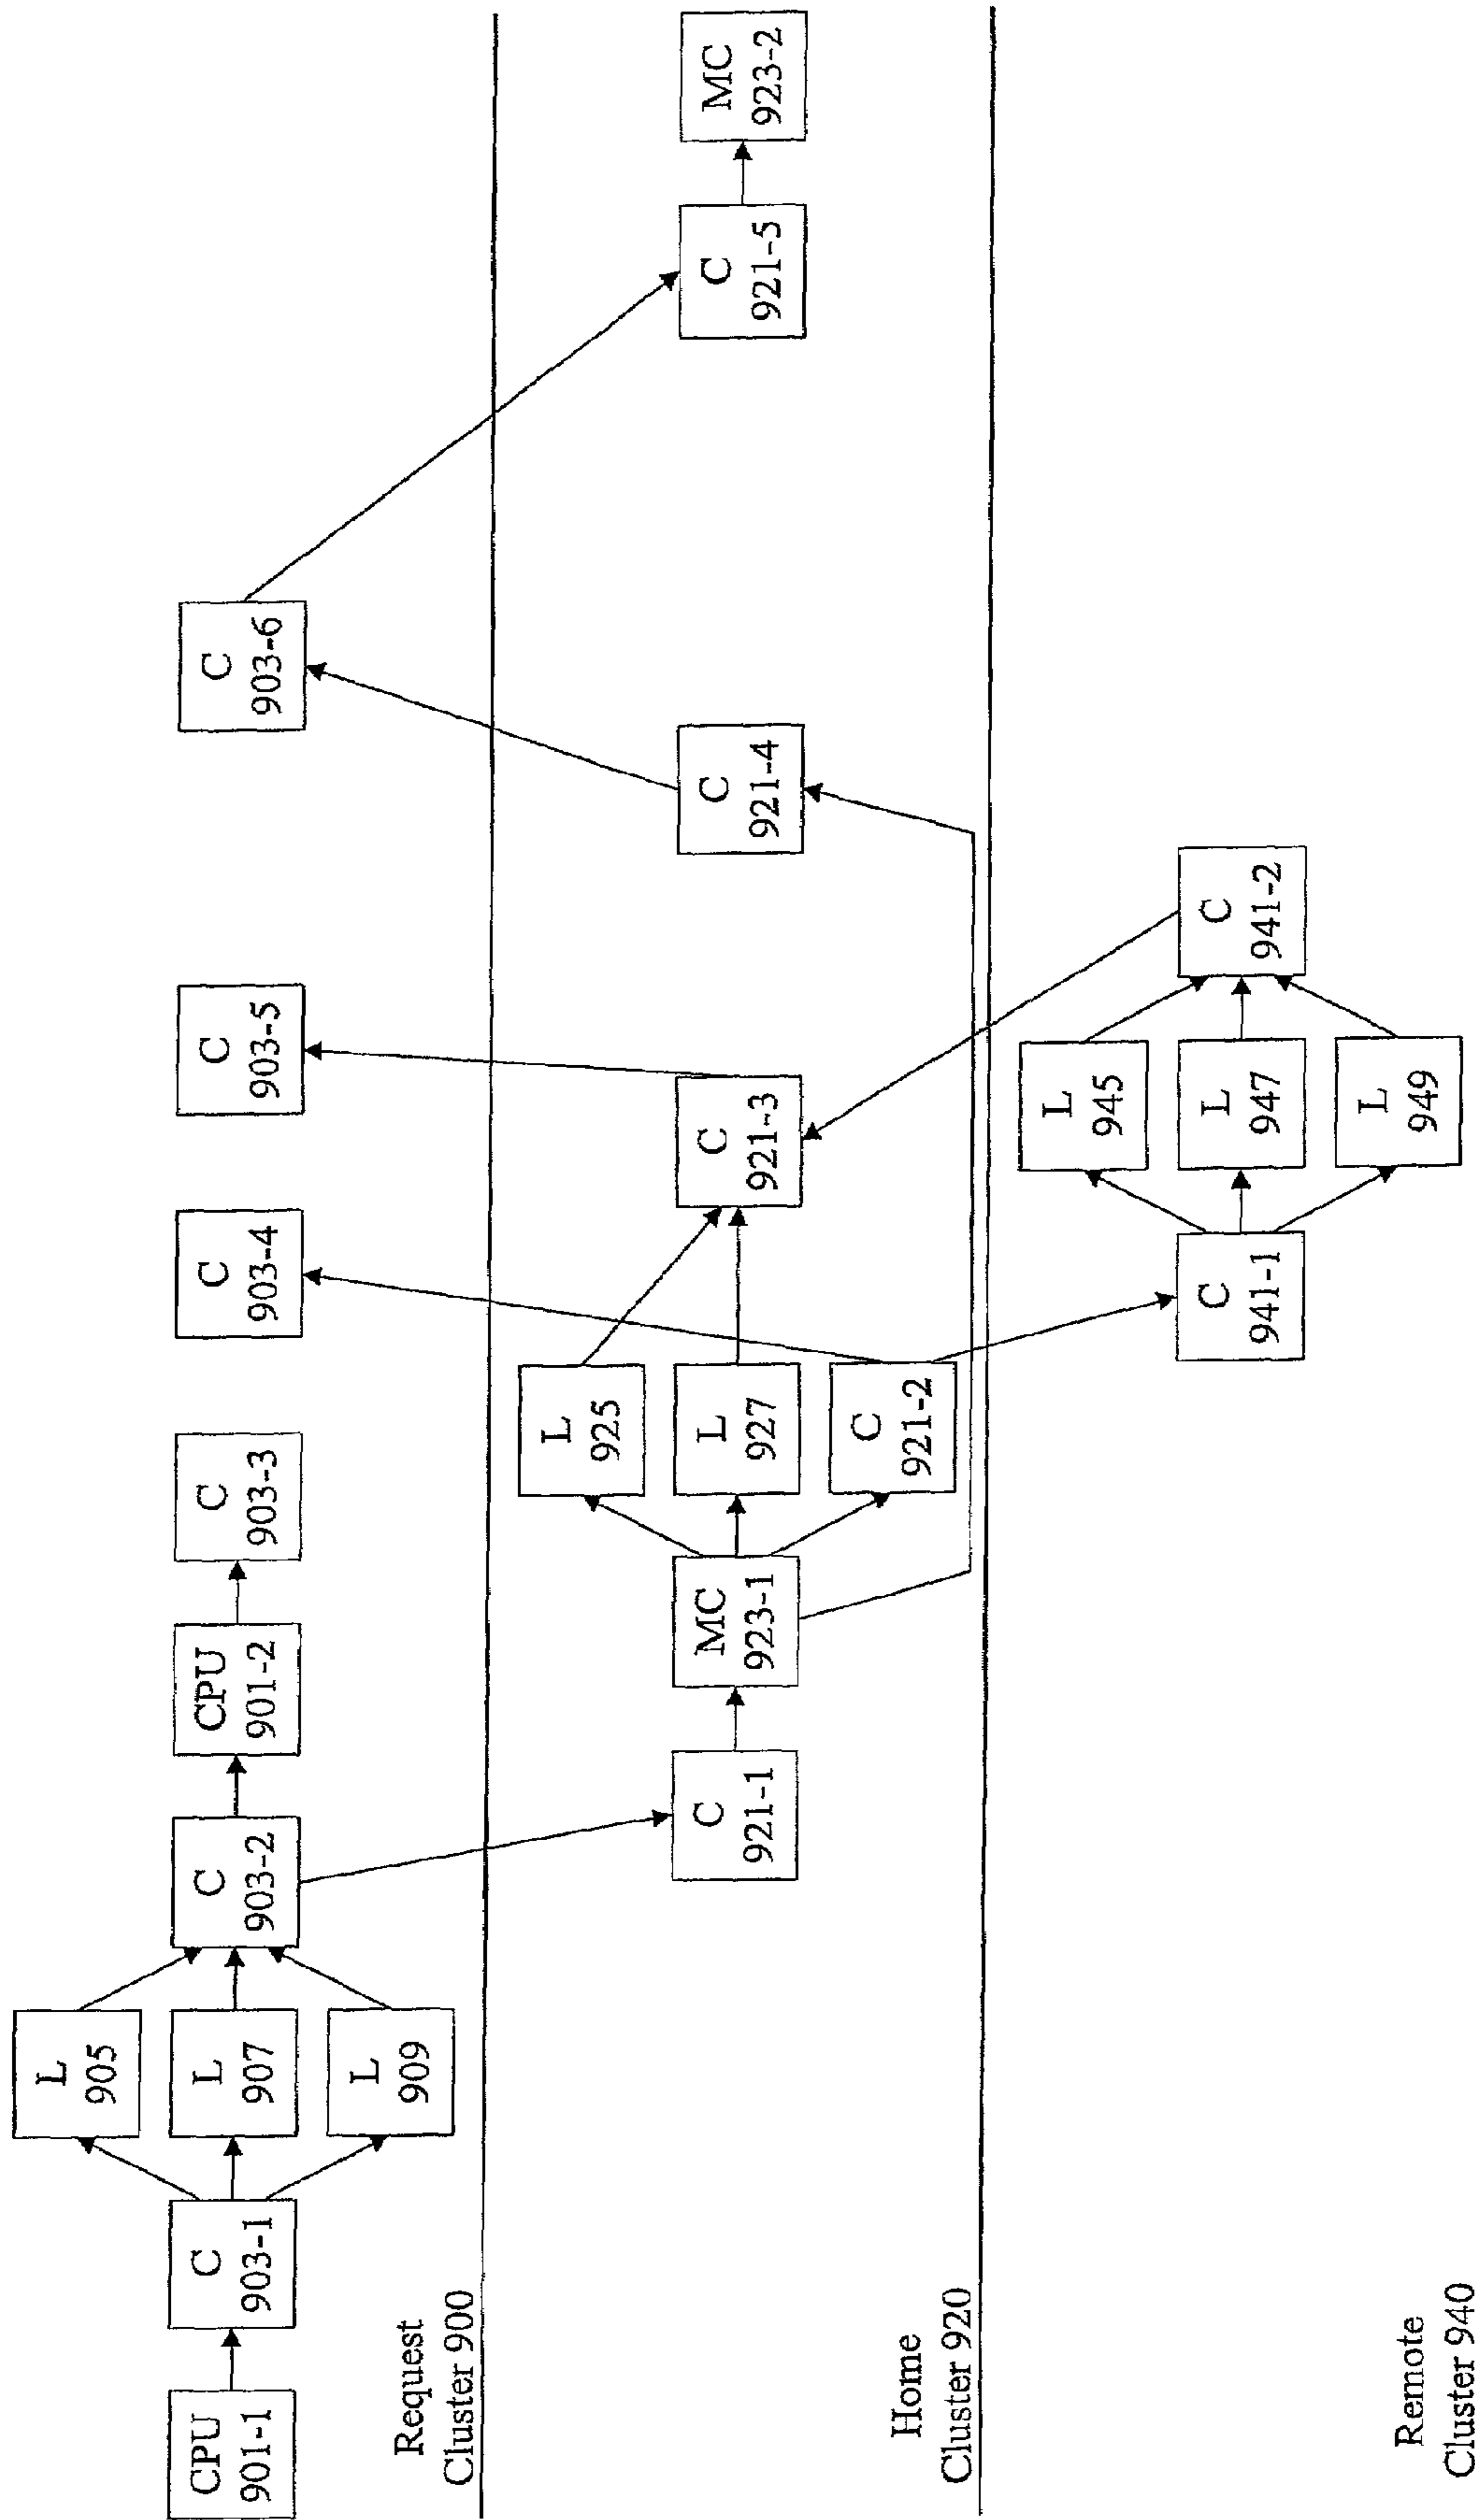 CPU
901-1
C
903-1
L
905
L
907
L
909
C
903-2
CPU
901-2
C
903-3
C
903-4
C
903-5
C
903-6
Request
Cluster 900
C
921-1
MC
923-1
L
925
L
927
C
921-2
C
921-3
C
921-4
C
921-5
MC
923-2
Home
Cluster 920
C
941-1
L
945
L
947
L
949
C
941-2
Remote
Cluster 940